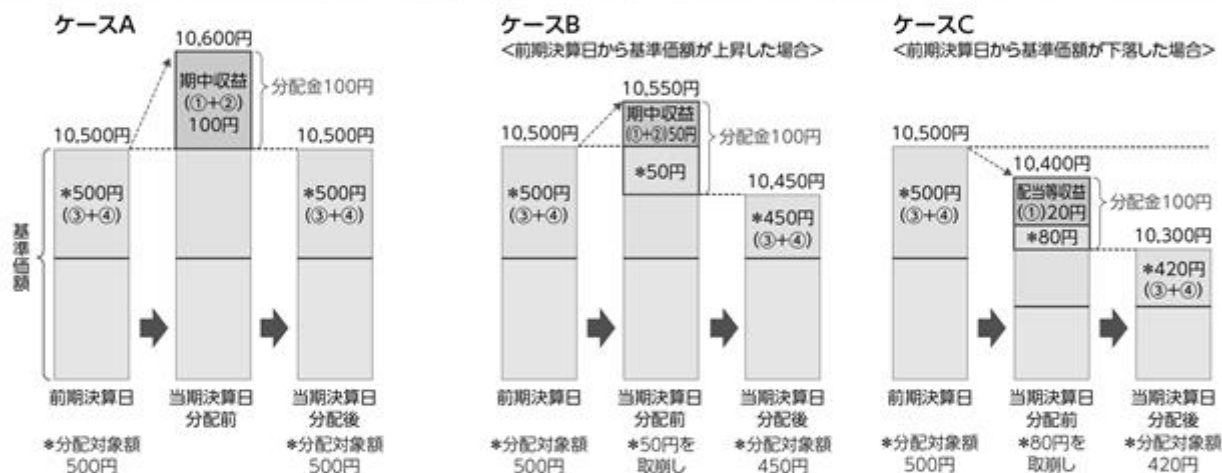 ケースA
10,600円
期中収益
(①+②)
100円
分配金100円
10,500円
10,500円
*500円
(③+④)
*500円
(③+④)
基準価額
前期決算日
当期決算日
分配前
当期決算日
分配後
*分配対象額
500円
*分配対象額
500円
ケースB
<前期決算日から基準価額が上昇した場合>
10,550円
期中収益
(①+②)50円
分配金100円
10,500円
*50円
10,450円
*500円
(③+④)
*450円
(③+④)
前期決算日
当期決算日
分配前
当期決算日
分配後
*分配対象額
500円
*50円を
取崩し
*分配対象額
450円
ケースC
<前期決算日から基準価額が下落した場合>
10,500円
10,400円
配当等収益
(①)20円
分配金100円
*80円
10,300円
*500円
(③+④)
*420円
(③+④)
前期決算日
当期決算日
分配前
当期決算日
分配後
*分配対象額
500円
*80円を
取崩し
*分配対象額
420円